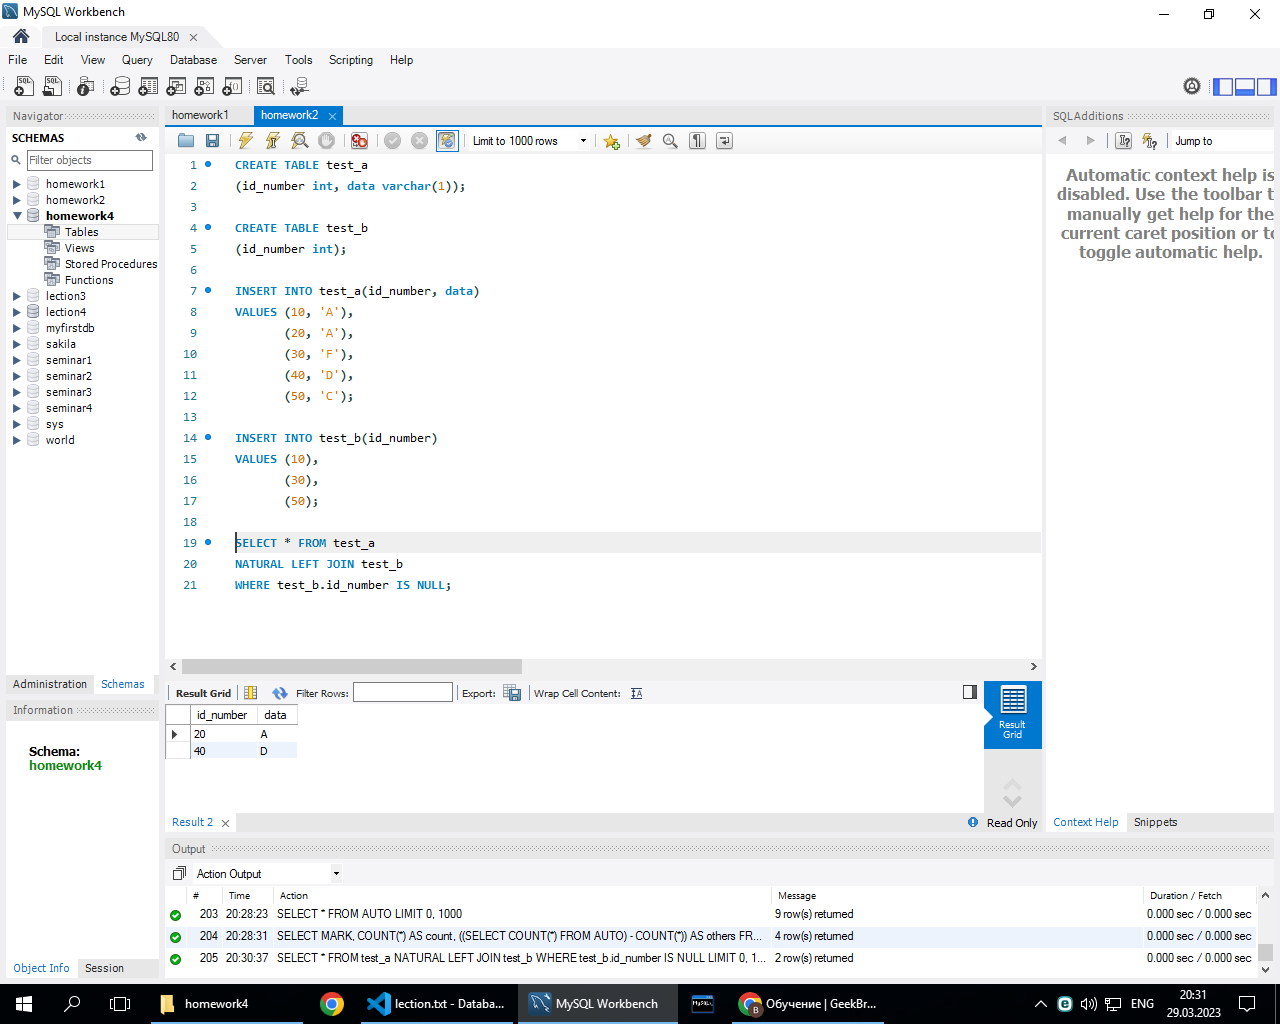 MySQL Workbench
Local instance MySQL80
File Edit View Query Database Server Tools Scripting Help
Navigator
SCHEMAS
Filter objects
homework1
homework2
homework4
Tables
Views
Stored Procedures
Functions
lection3
lection4
myfirstdb
sakila
seminar1
seminar2
seminar3
seminar4
sys
world
Administration Schemas
Information
Schema:
homework4
Object Info Session
homework1 homework2
Limit to 1000 rows
1 CREATE TABLE test_a
2 (id_number int, data varchar(1));
3
4 CREATE TABLE test_b
5 (id_number int);
6
7 INSERT INTO test_a(id_number, data)
8 VALUES (10, 'A'),
9 (20, 'A'),
10 (30, 'F'),
11 (40, 'D'),
12 (50, 'C');
13
14 INSERT INTO test_b(id_number)
15 VALUES (10),
16 (30),
17 (50);
18
19 SELECT * FROM test_a
20 NATURAL LEFT JOIN test_b
21 WHERE test_b.id_number IS NULL;
Result Grid Filter Rows: Export: Wrap Cell Content:
id_number data
20 A
40 D
Result Grid
Result 2 Read Only
SQLAdditions
Jump to
Automatic context help is
disabled. Use the toolbar t
manually get help for the
current caret position or to
toggle automatic help.
Context Help Snippets
Output
Action Output
# Time Action Message Duration / Fetch
203 20:28:23 SELECT * FROM AUTO LIMIT 0, 1000 9 row(s) returned 0.000 sec / 0.000 sec
204 20:28:31 SELECT MARK, COUNT(*) AS count, ((SELECT COUNT(*) FROM AUTO) - COUNT(*)) AS others FR... 4 row(s) returned 0.000 sec / 0.000 sec
205 20:30:37 SELECT * FROM test_a NATURAL LEFT JOIN test_b WHERE test_b.id_number IS NULL LIMIT 0, 1... 2 row(s) returned 0.000 sec / 0.000 sec
homework4 lection.txt - Databa... MySQL Workbench Обучение | GeekBr... ENG 20:31
29.03.2023